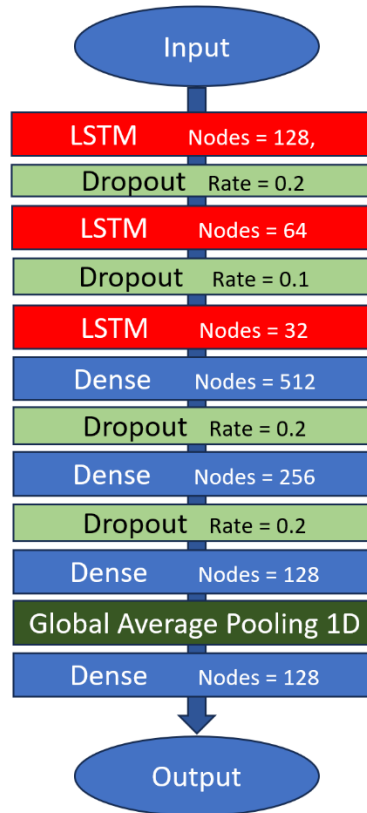 Input
LSTM Nodes = 128,
Dropout Rate = 0.2
LSTM Nodes = 64
Dropout Rate = 0.1
LSTM Nodes = 32
Dense Nodes = 512
Dropout Rate = 0.2
Dense Nodes = 256
Dropout Rate = 0.2
Dense Nodes = 128
Global Average Pooling 1D
Dense Nodes = 128
Output